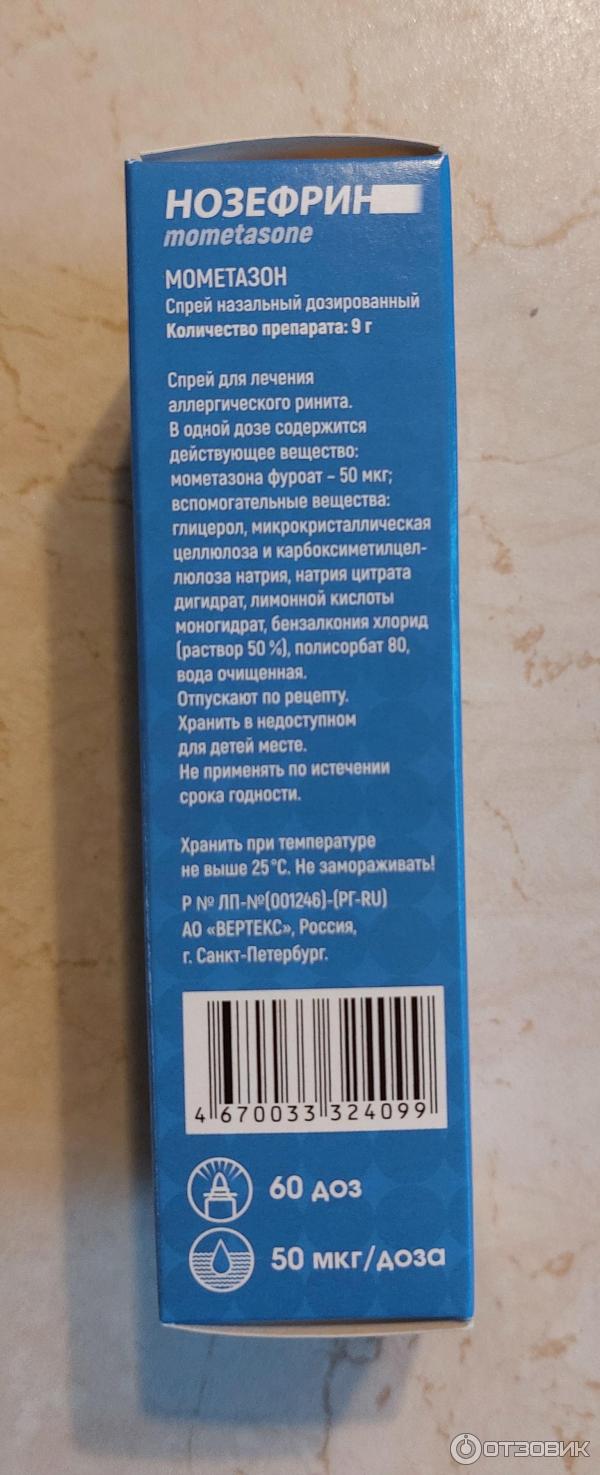 НОЗЕФРИН
mometasone
МОМЕТАЗОН
Спрей назальный дозированный
Количество препарата: 9 г
Спрей для лечения
аллергического ринита.
В одной дозе содержится
действующее вещество:
мометазона фуроат – 50 мкг;
вспомогательные вещества:
глицерол, микрокристаллическая
целлюлоза и карбоксиметилцел-
люлоза натрия, натрия цитрата
дигидрат, лимонной кислоты
моногидрат, бензалкония хлорид
(раствор 50 %), полисорбат 80,
вода очищенная.
Отпускают по рецепту.
Хранить в недоступном
для детей месте.
Не применять по истечении
срока годности.
Хранить при температуре
не выше 25°С. Не замораживать!
Р № ЛП-№(001246)-(РГ-RU)
АО «ВЕРТЕКС», Россия,
г. Санкт-Петербург.
4 670033 324099
60 доз
50 мкг/доза
ОТЗОВИК